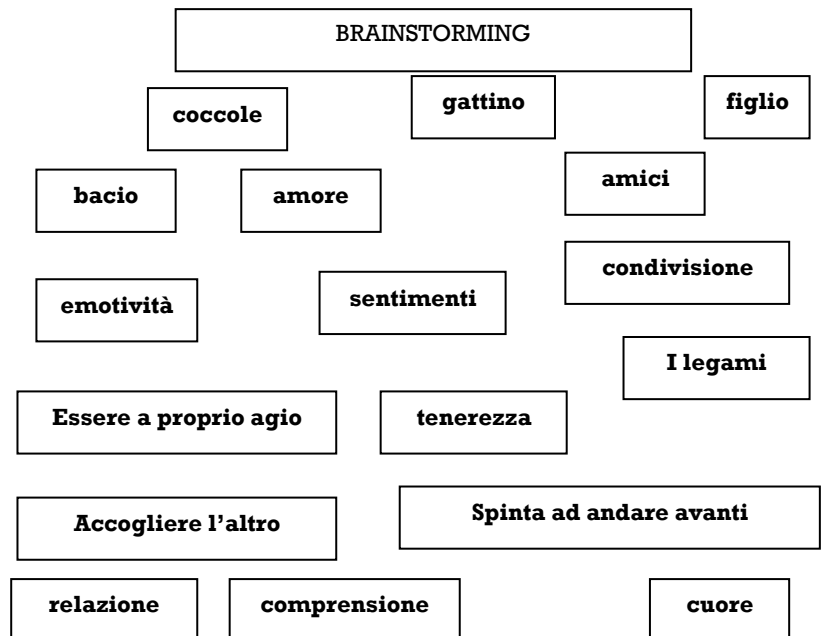 BRAINSTORMING
coccole
gattino
figlio
bacio
amore
amici
emotività
sentimenti
condivisione
I legami
Essere a proprio agio
tenerezza
Accogliere l’altro
Spinta ad andare avanti
relazione
comprensione
cuore